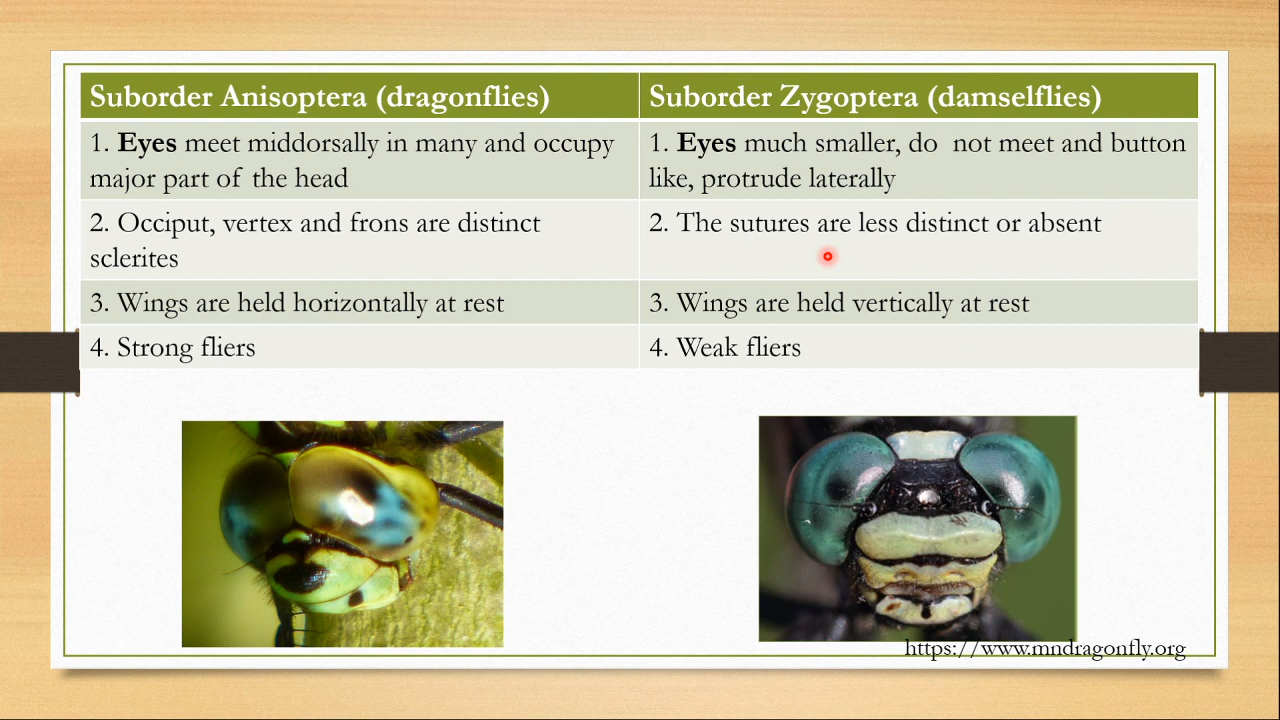 Suborder Anisoptera (dragonflies)
Suborder Zygoptera (damselflies)
1. Eyes meet middorsally in many and occupy
major part of the head
1. Eyes much smaller, do not meet and button
like, protrude laterally
2. Occiput, vertex and frons are distinct
sclerites
2. The sutures are less distinct or absent
3. Wings are held horizontally at rest
3. Wings are held vertically at rest
4. Strong fliers
4. Weak fliers
https://www.mndragonfly.org